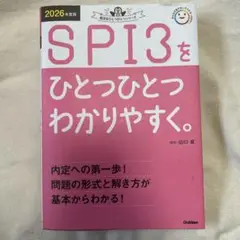 2026年度版
SPI3を
ひとつひとつ
わかりやすく。
内定への第一歩！
問題の形式と解き方が
基本からわかる！
Gakken